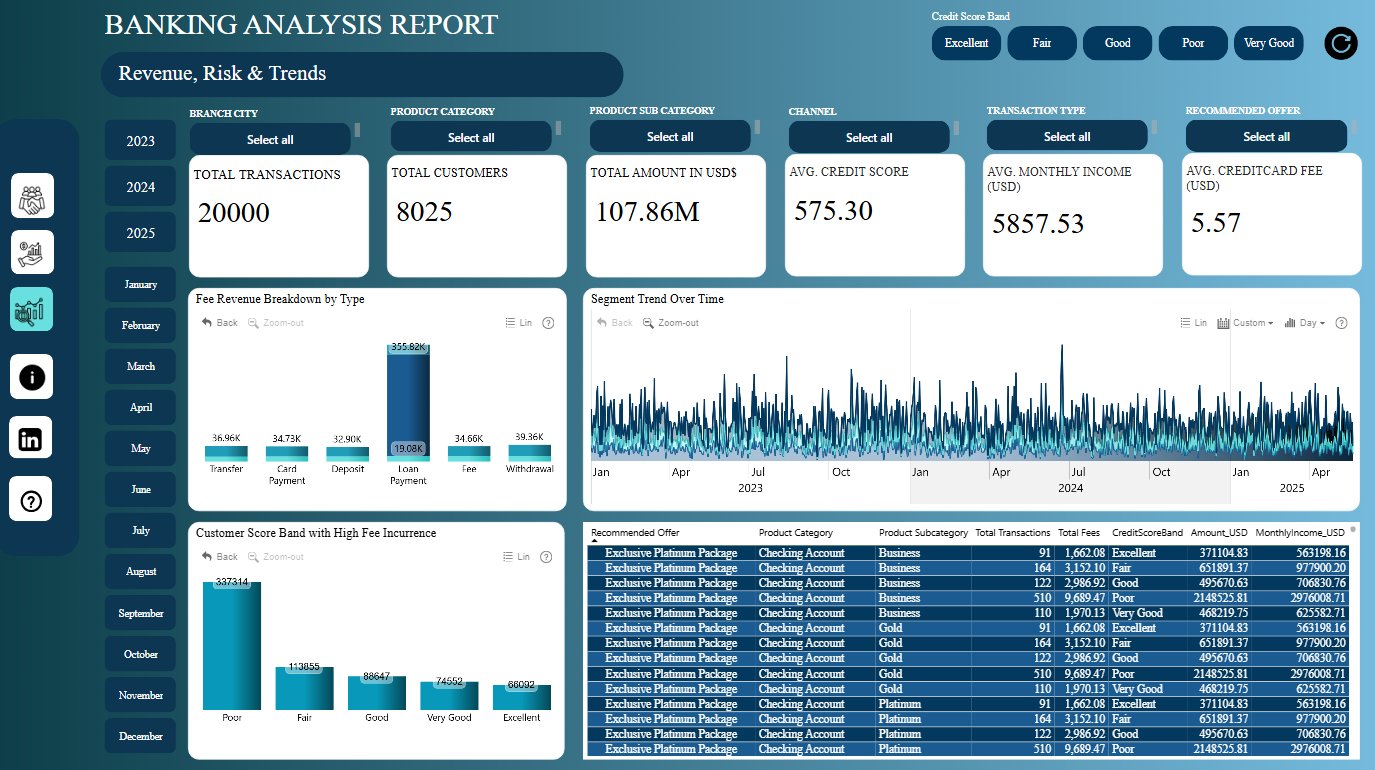 BANKING ANALYSIS REPORT
Revenue, Risk & Trends
Credit Score Band
Excellent Fair Good Poor Very Good
BRANCH CITY
Select all
PRODUCT CATEGORY
Select all
PRODUCT SUB CATEGORY
Select all
CHANNEL
Select all
TRANSACTION TYPE
Select all
RECOMMENDED OFFER
Select all
2023
2024
2025
January
February
March
April
May
June
July
August
September
October
November
December
in
TOTAL TRANSACTIONS
20000
TOTAL CUSTOMERS
8025
TOTAL AMOUNT IN USD$
107.86M
AVG. CREDIT SCORE
575.30
AVG. MONTHLY INCOME
(USD)
5857.53
AVG. CREDITCARD FEE
(USD)
5.57
Fee Revenue Breakdown by Type
Back Zoom-out Lin ?
355.82K
36.96K 34.73K 32.90K 19.08K 34.66K 39.36K
Transfer Card Payment Deposit Loan Payment Fee Withdrawal
Segment Trend Over Time
Back Zoom-out Lin Custom Day ?
Jan Apr Jul Oct Jan Apr Jul Oct Jan Apr
2023 2024 2025
Customer Score Band with High Fee Incurrence
Back Zoom-out Lin ?
337314 113855 88647 74552 66092
Poor Fair Good Very Good Excellent
Recommended Offer Product Category Product Subcategory Total Transactions Total Fees CreditScoreBand Amount_USD MonthlyIncome_USD
Exclusive Platinum Package Checking Account Business 91 1,662.08 Excellent 371104.83 563198.16
Exclusive Platinum Package Checking Account Business 164 3,152.10 Fair 651891.37 977900.20
Exclusive Platinum Package Checking Account Business 122 2,986.92 Good 495670.63 706830.76
Exclusive Platinum Package Checking Account Business 510 9,689.47 Poor 2148525.81 2976008.71
Exclusive Platinum Package Checking Account Business 110 1,970.13 Very Good 468219.75 625582.71
Exclusive Platinum Package Checking Account Gold 91 1,662.08 Excellent 371104.83 563198.16
Exclusive Platinum Package Checking Account Gold 164 3,152.10 Fair 651891.37 977900.20
Exclusive Platinum Package Checking Account Gold 122 2,986.92 Good 495670.63 706830.76
Exclusive Platinum Package Checking Account Gold 510 9,689.47 Poor 2148525.81 2976008.71
Exclusive Platinum Package Checking Account Gold 110 1,970.13 Very Good 468219.75 625582.71
Exclusive Platinum Package Checking Account Platinum 91 1,662.08 Excellent 371104.83 563198.16
Exclusive Platinum Package Checking Account Platinum 164 3,152.10 Fair 651891.37 977900.20
Exclusive Platinum Package Checking Account Platinum 122 2,986.92 Good 495670.63 706830.76
Exclusive Platinum Package Checking Account Platinum 510 9,689.47 Poor 2148525.81 2976008.71